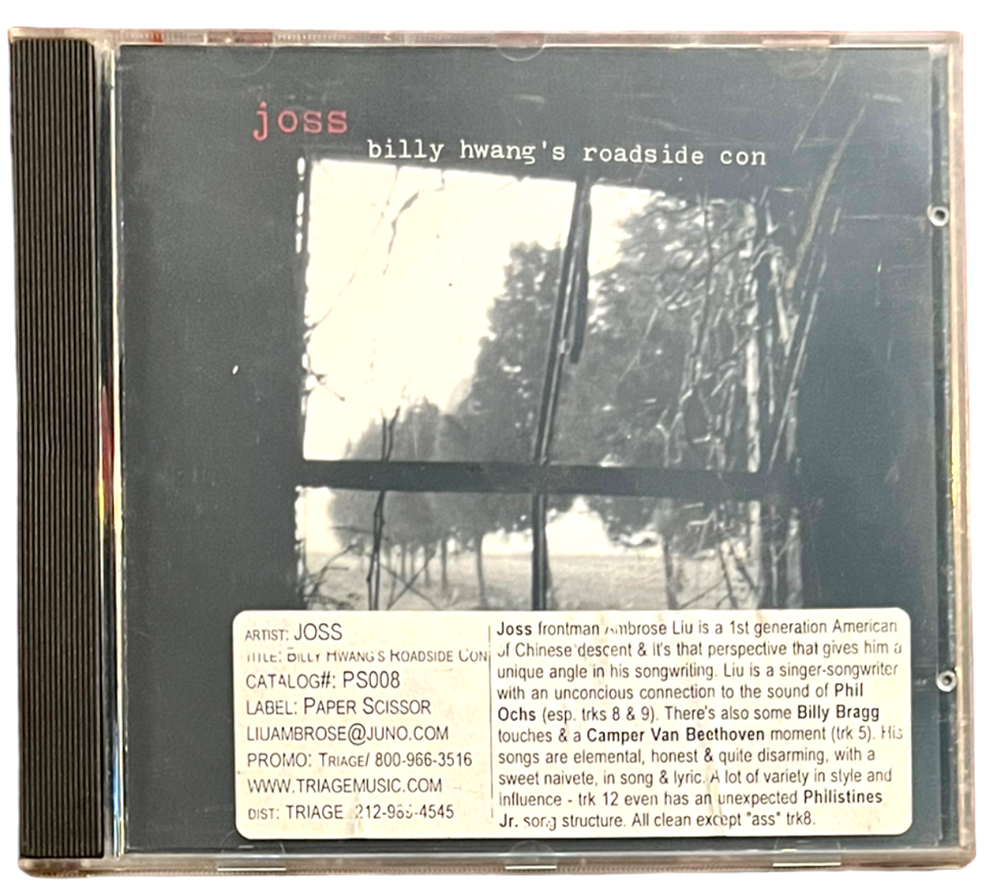 joss
billy hwang's roadside con
ARTIST: JOSS
TITLE: BILLY HWANG'S ROADSIDE CON
CATALOG#: PS008
LABEL: PAPER SCISSOR
LIUAMBROSE@JUNO.COM
PROMO: TRIAGE/ 800-966-3516
WWW.TRIAGEMUSIC.COM
DIST: TRIAGE
Joss frontman Ambrose Liu is a 1st generation American
of Chinese descent & it's that perspective that gives him a
unique angle in his songwriting. Liu is a singer-songwriter
with an unconcious connection to the sound of Phil
Ochs (esp. trks 8 & 9). There's also some Billy Bragg
touches & a Camper Van Beethoven moment (trk 5). His
songs are elemental, honest & quite disarming, with a
sweet naivete, in song & lyric. A lot of variety in style and
influence - trk 12 even has an unexpected Philistines
Jr. song structure. All clean except "ass" trk8.